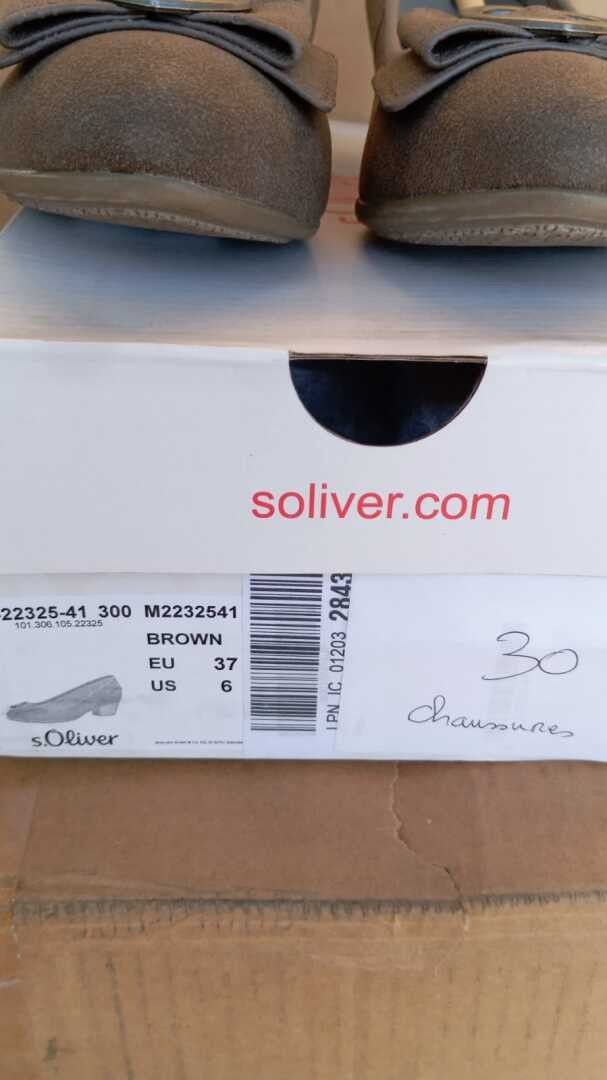 soliver.com
22325-41 300 M2232541
101.306.105.22325
BROWN
EU 37
US 6
s.Oliver
LPN IC 01203 2843
30
chaussures